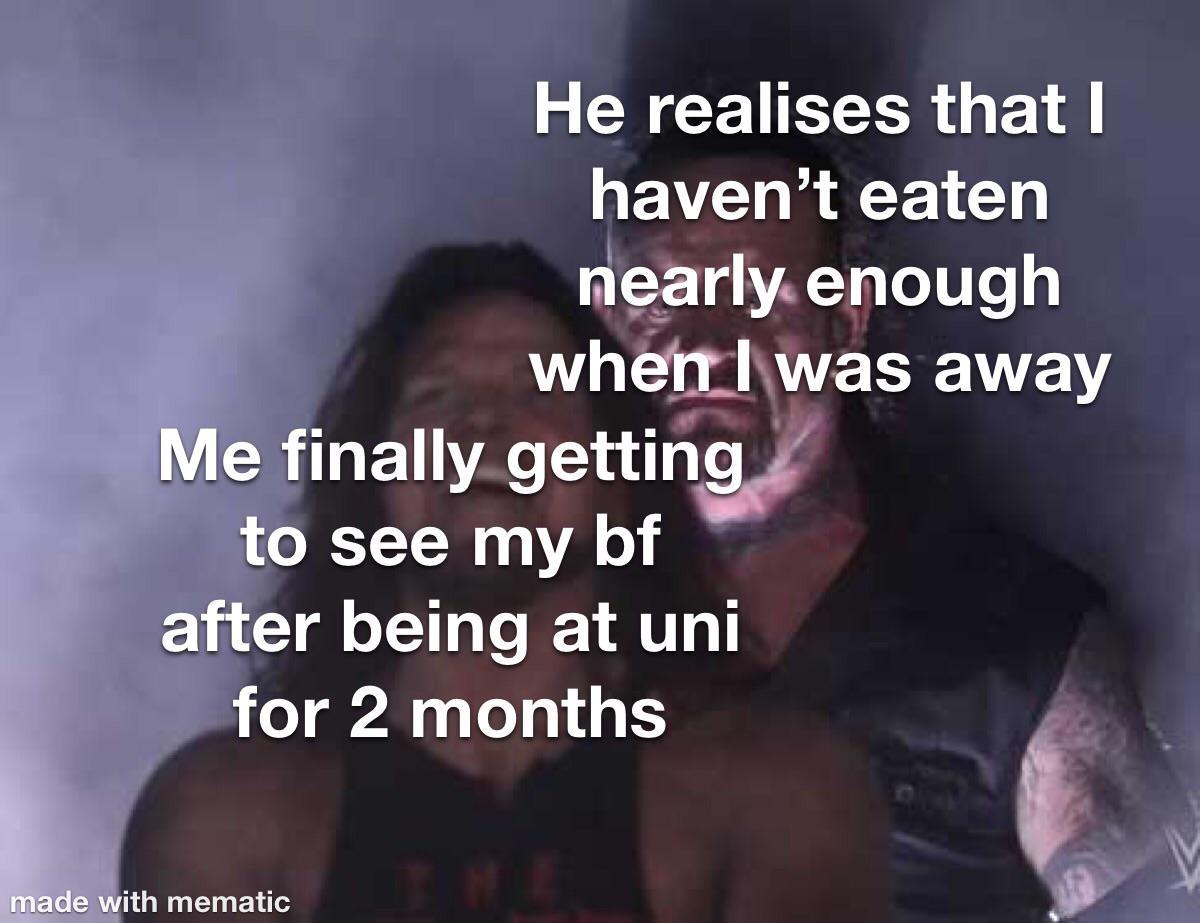 He realises that I
haven’t eaten
nearly enough
when I was away
Me finally getting
to see my bf
after being at uni
for 2 months
THE
made with mematic